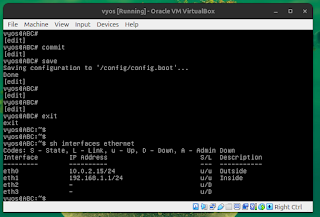 vyos [Running] - Oracle VM VirtualBox
File Machine View Input Devices Help
vyos@ABC#
[edit]
vyos@ABC# commit
[edit]
vyos@ABC# save
Saving configuration to '/config/config.boot'...
Done
[edit]
vyos@ABC#
[edit]
vyos@ABC# exit
exit
vyos@ABC:~$
vyos@ABC:~$
vyos@ABC:~$ sh interfaces ethernet
Codes: S - State, L - Link, u - Up, D - Down, A - Admin Down
Interface IP Address S/L Description
--------- ---------- --- -----------
eth0 10.0.2.15/24 u/u Outside
eth1 192.168.1.1/24 u/u Inside
eth2 - u/D
eth3 - u/D
vyos@ABC:~$
Right Ctrl